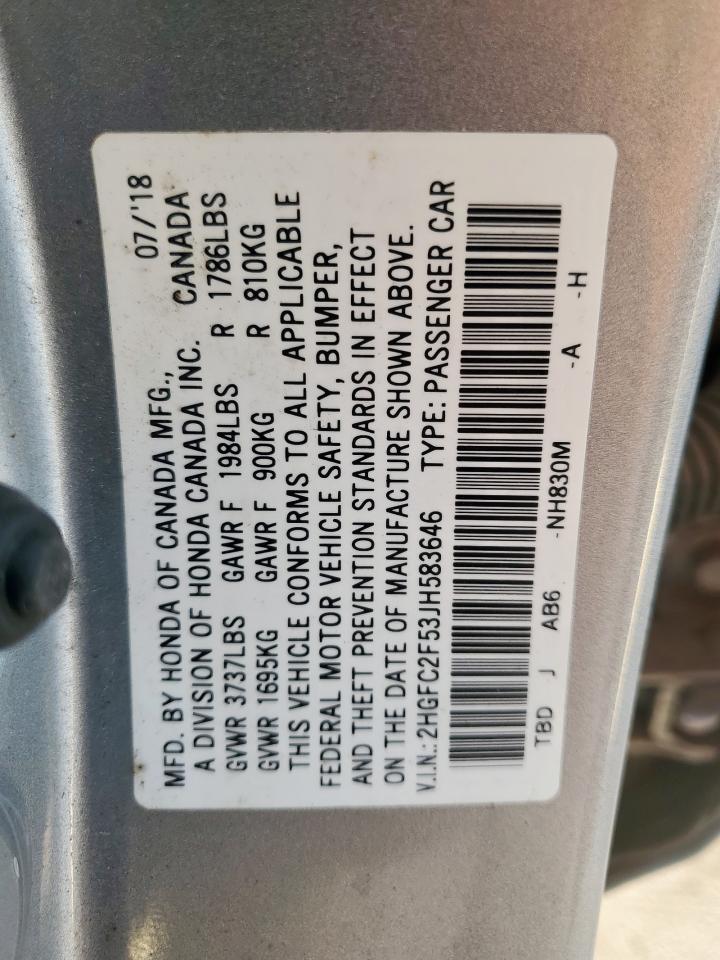 MFD. BY HONDA OF CANADA MFG., 07/'18
A DIVISION OF HONDA CANADA INC. CANADA
GVWR 3737LBS GAWR F 1984LBS R 1786LBS
GVWR 1695KG GAWR F 900KG R 810KG
THIS VEHICLE CONFORMS TO ALL APPLICABLE
FEDERAL MOTOR VEHICLE SAFETY, BUMPER,
AND THEFT PREVENTION STANDARDS IN EFFECT
ON THE DATE OF MANUFACTURE SHOWN ABOVE.
V.I.N.: 2HGFC2F53JH583646 TYPE: PASSENGER CAR
TBD J AB6 -NH830M -A -H